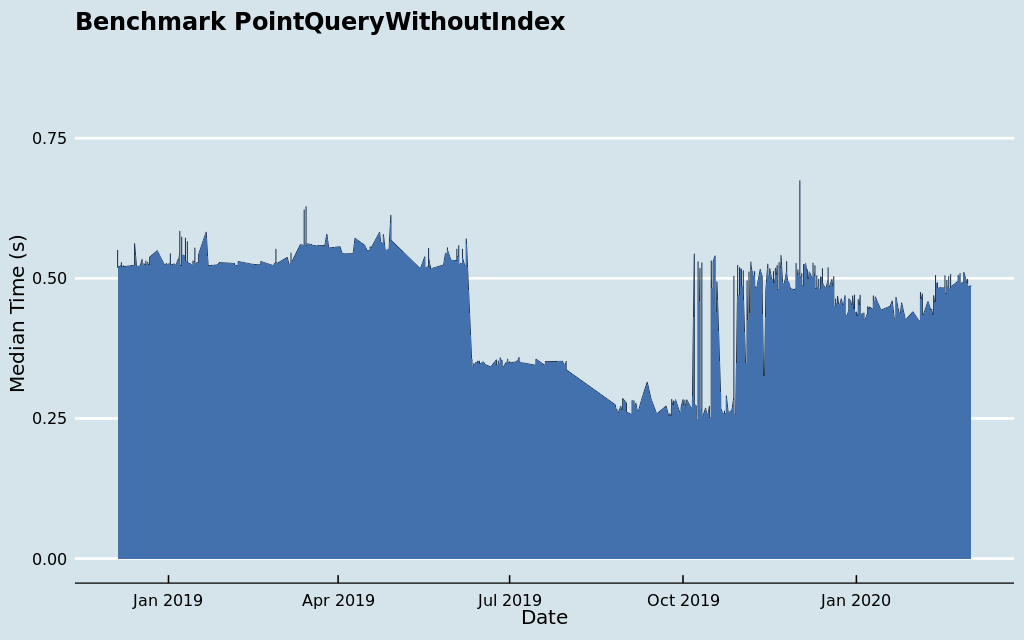 Benchmark PointQueryWithoutIndex
Median Time (s)
0.75
0.50
0.25
0.00
Jan 2019
Apr 2019
Jul 2019
Oct 2019
Jan 2020
Date